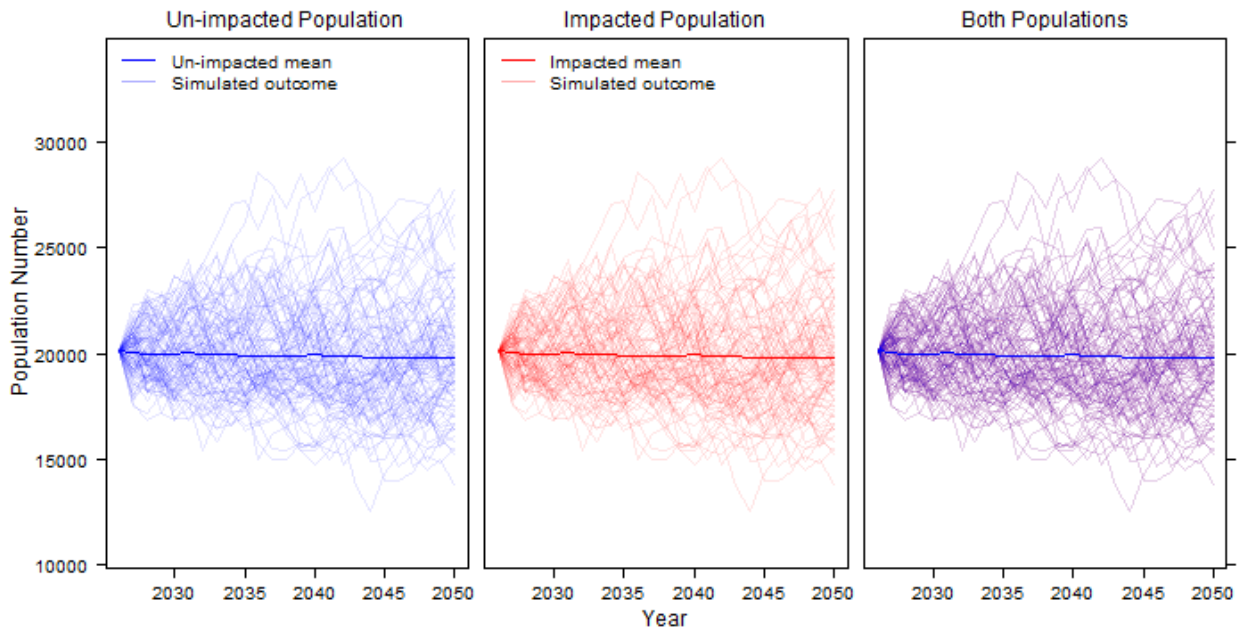 Un-impacted Population
Impacted Population
Both Populations
Un-impacted mean
Simulated outcome
Impacted mean
Simulated outcome
Population Number
30000
25000
20000
15000
10000
2030 2035 2040 2045 2050
2030 2035 2040 2045 2050
2030 2035 2040 2045 2050
Year